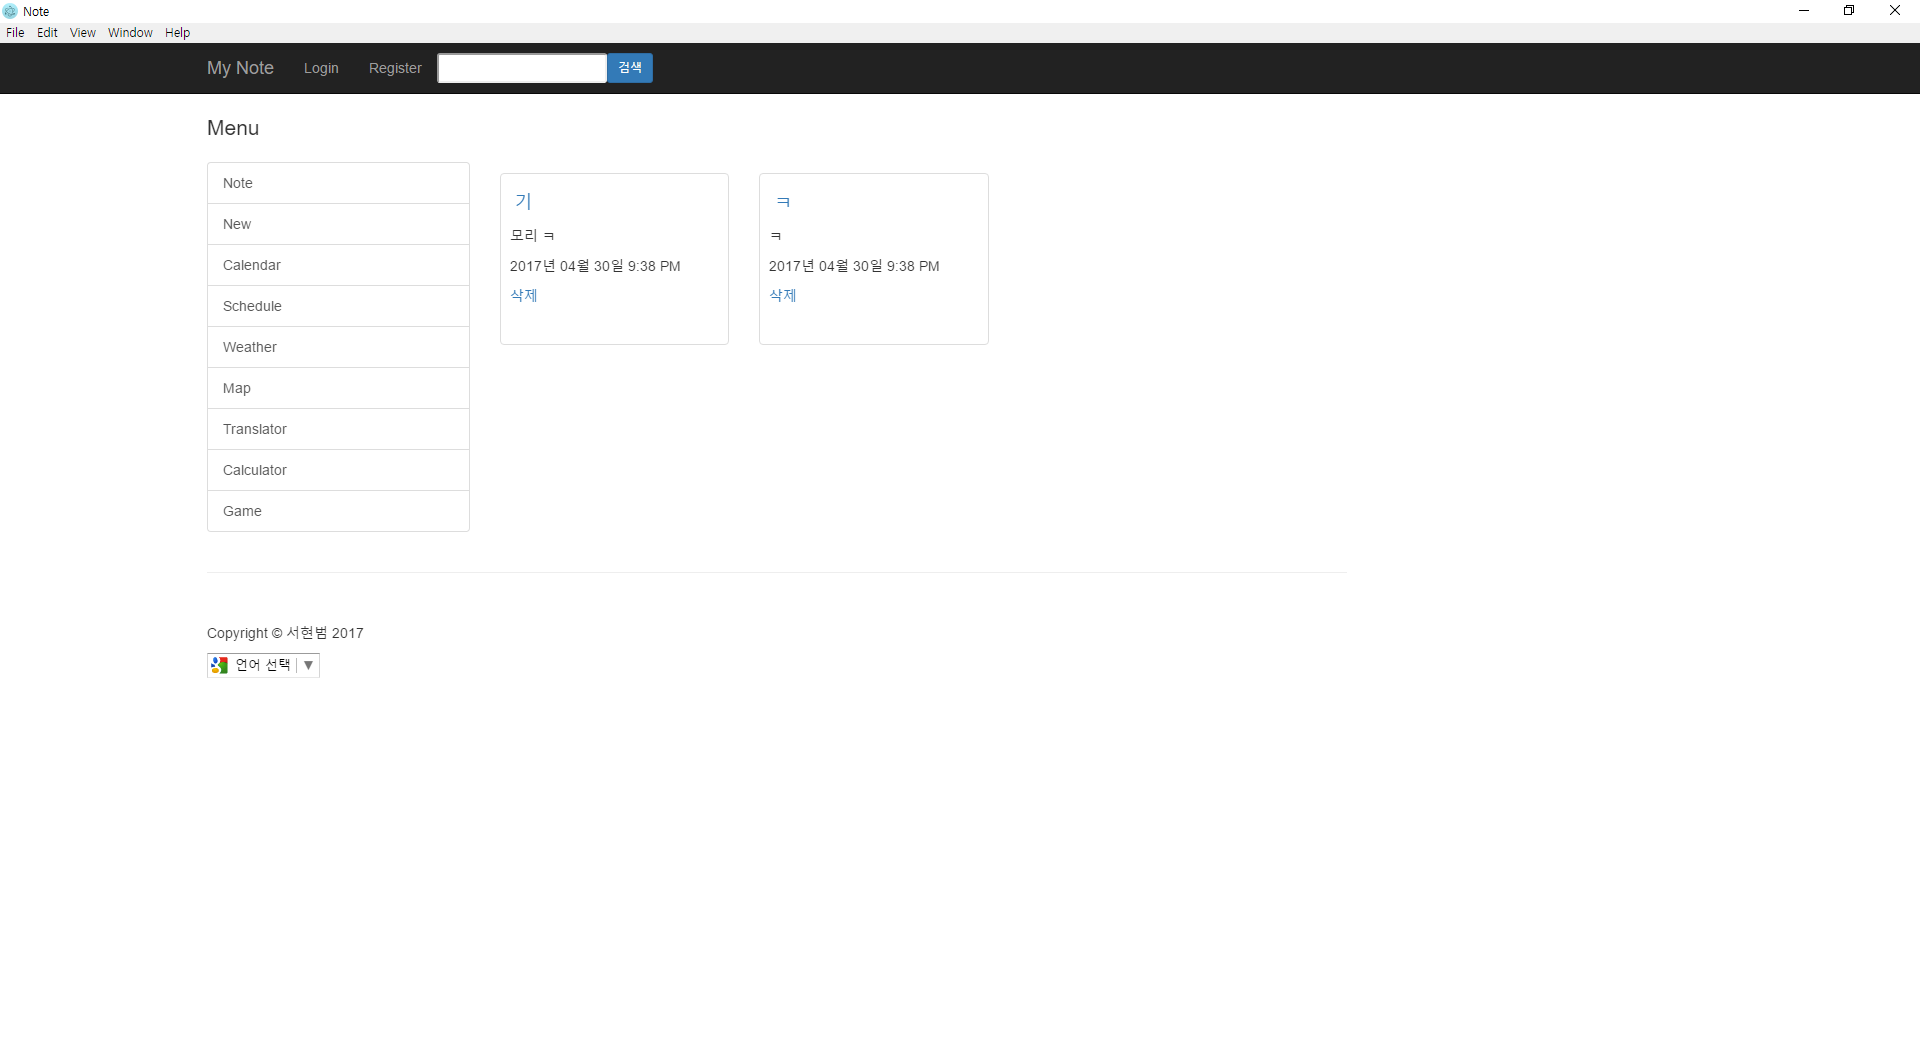 Note
File Edit View Window Help
My Note Login Register 검색
Menu
Note
New
Calendar
Schedule
Weather
Map
Translator
Calculator
Game
기
모리 ㅋ
2017년 04월 30일 9:38 PM
삭제
ㅋ
ㅋ
2017년 04월 30일 9:38 PM
삭제
Copyright © 서현범 2017
언어 선택 ▼